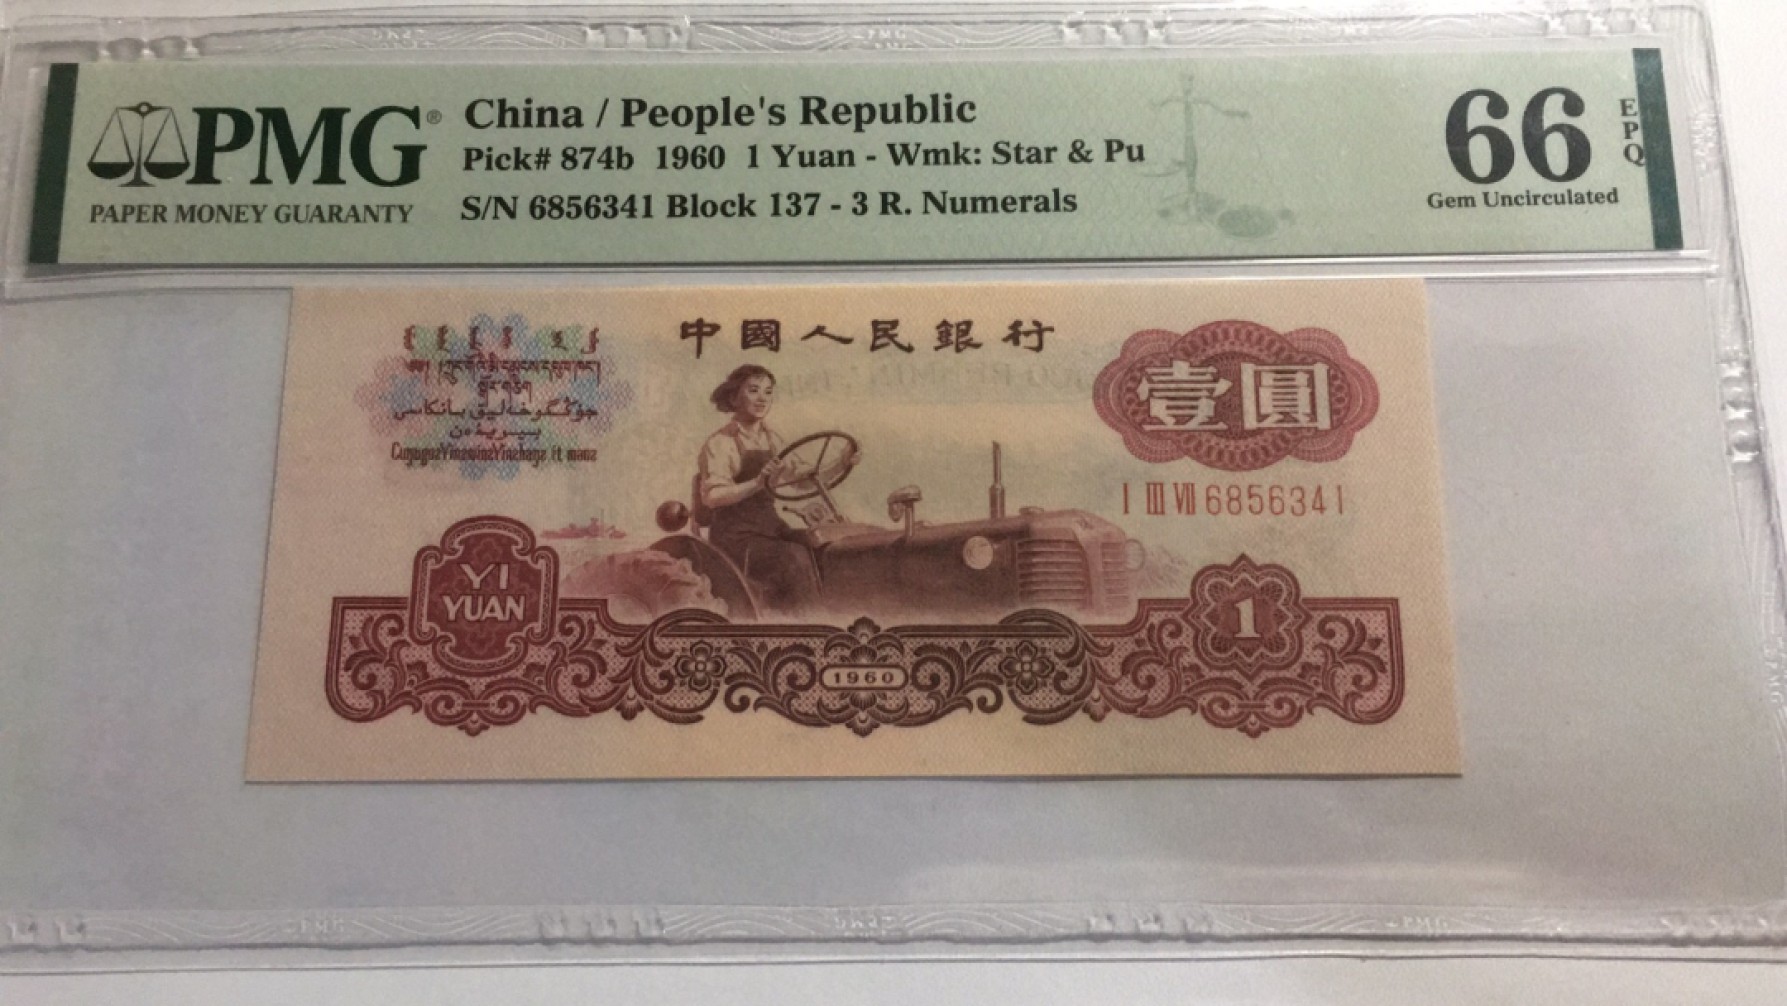 PMG®
PAPER MONEY GUARANTY
China / People's Republic
Pick# 874b 1960 1 Yuan - Wmk: Star & Pu
S/N 6856341 Block 137 - 3 R. Numerals
66
EPQ
Gem Uncirculated
中國人民銀行
壹圓
I III VII 6856341
YI
YUAN
1960
1